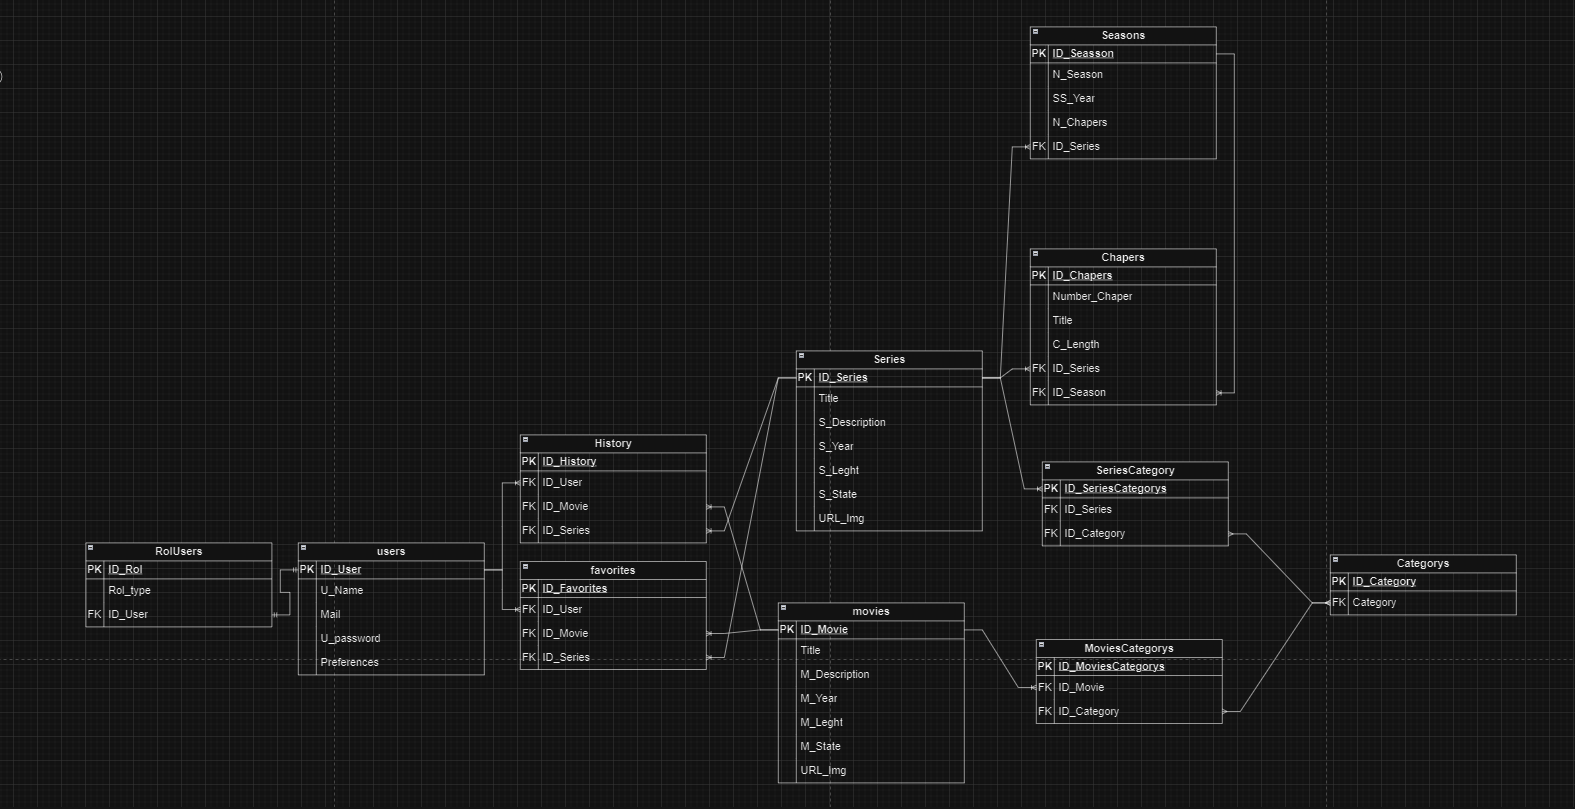 Seasons
PK ID_Seasson
N_Season
SS_Year
N_Chapers
FK ID_Series
Chapers
PK ID_Chapers
Number_Chaper
Title
C_Length
FK ID_Series
FK ID_Season
Series
PK ID_Series
Title
S_Description
S_Year
S_Leght
S_State
URL_Img
History
PK ID_History
FK ID_User
FK ID_Movie
FK ID_Series
SeriesCategory
PK ID_SeriesCategorys
FK ID_Series
FK ID_Category
RolUsers
PK ID_Rol
Rol_type
FK ID_User
users
PK ID_User
U_Name
Mail
U_password
Preferences
favorites
PK ID_Favorites
FK ID_User
FK ID_Movie
FK ID_Series
Categorys
PK ID_Category
FK Category
movies
PK ID_Movie
Title
M_Description
M_Year
M_Leght
M_State
URL_Img
MoviesCategorys
PK ID_MoviesCategorys
FK ID_Movie
FK ID_Category